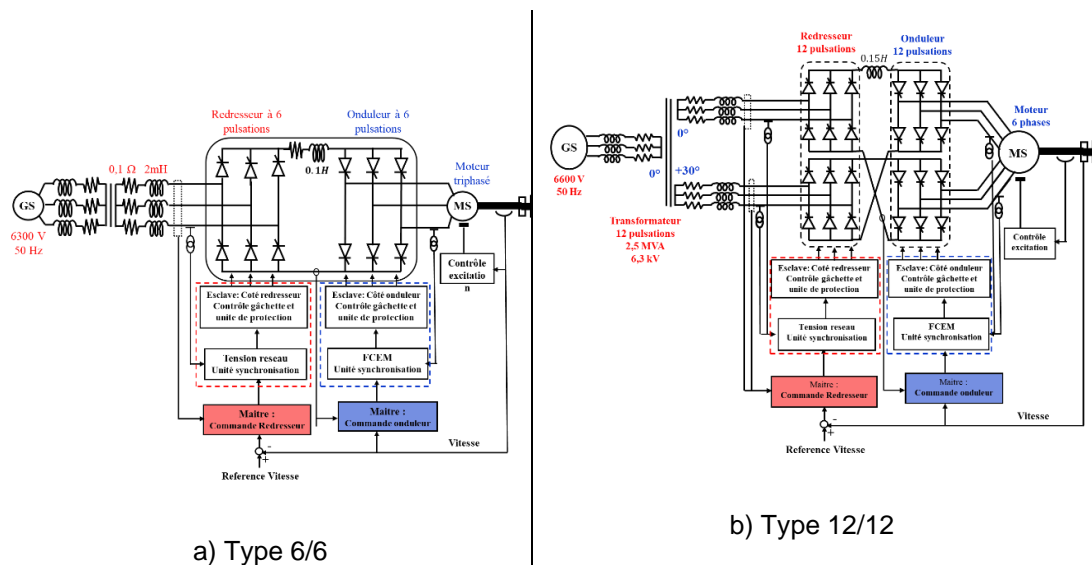 Redresseur à 6
pulsations
Onduleur à 6
pulsations
0,1 Ω 2mH
0.1H
Moteur
triphasé
GS
MS
6300 V
50 Hz
Contrôle
excitatio
n
Esclave: Coté redresseur
Contrôle gâchette et
unite de protection
Esclave: Côté onduleur
Contrôle gâchette et
unite de protection
Tension reseau
Unité synchronisation
FCEM
Unité synchronisation
Maitre :
Commande Redresseur
Maitre :
Commande onduleur
Vitesse
-
+
Reference Vitesse
a) Type 6/6
Redresseur
12 pulsations
Onduleur
12 pulsations
0.15H
Moteur
6 phases
GS
MS
0°
+30°
0°
6600 V
50 Hz
Transformateur
12 pulsations
2,5 MVA
6,3 kV
Contrôle
excitation
Esclave: Coté redresseur
Contrôle gâchette et
unite de protection
Esclave: Côté onduleur
Contrôle gâchette et
unite de protection
Tension reseau
Unité synchronisation
FCEM
Unité synchronisation
Maitre :
Commande Redresseur
Maitre :
Commande onduleur
Vitesse
-
+
Reference Vitesse
b) Type 12/12